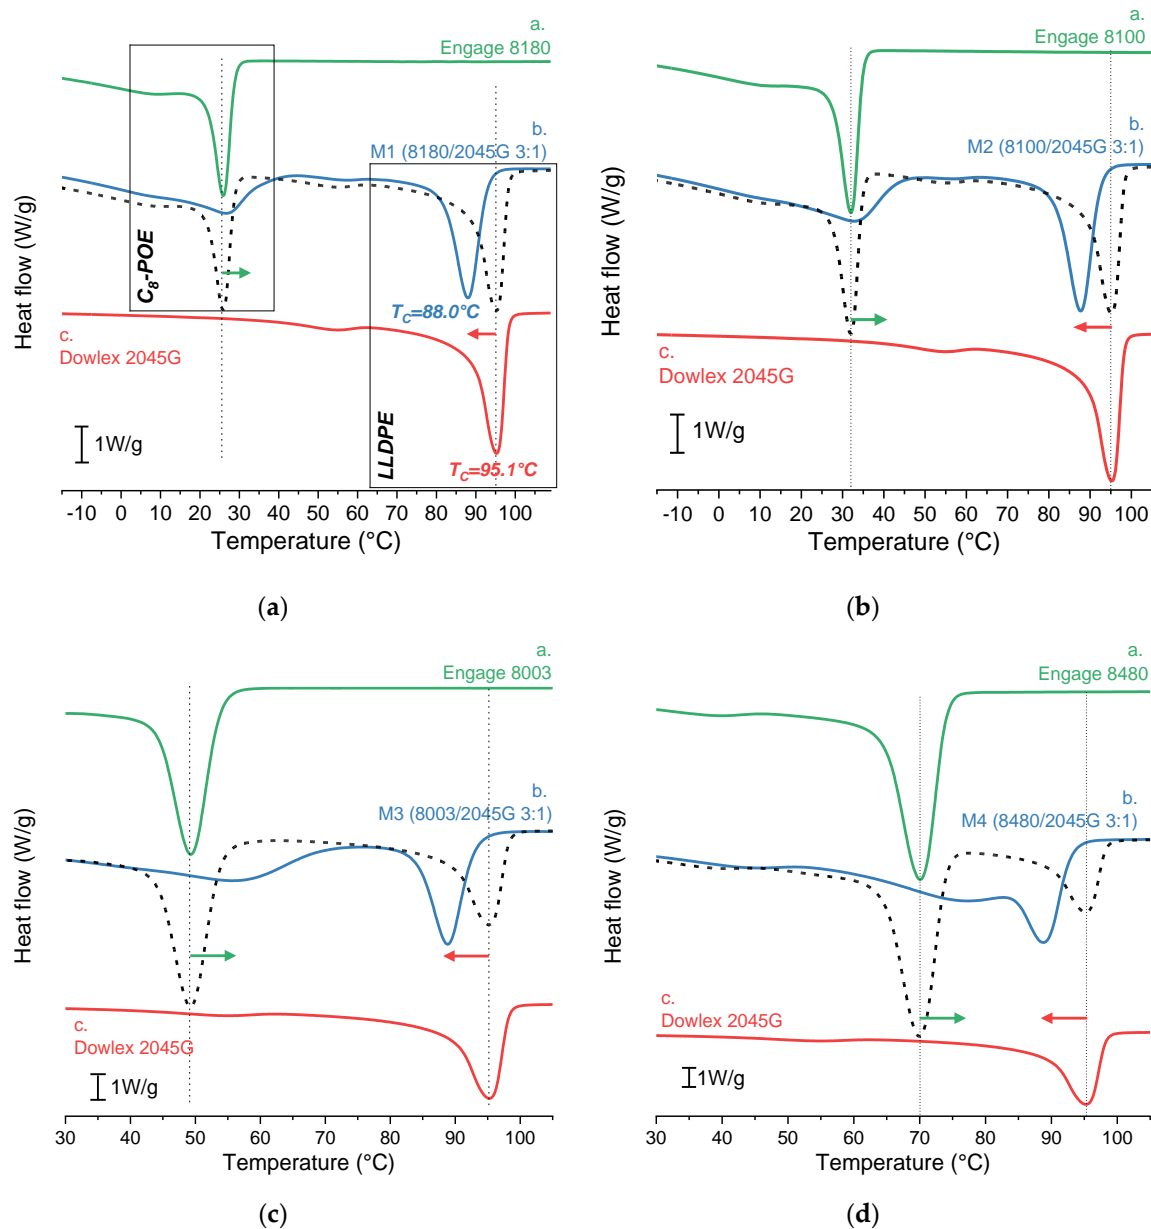 a.
Engage 8180
b.
M1 (8180/2045G 3:1)
C8-POE
TC=88.0°C
c.
Dowlex 2045G
LLDPE
1W/g
TC=95.1°C
Heat flow (W/g)
-10 0 10 20 30 40 50 60 70 80 90 100
Temperature (°C)
(a)
a.
Engage 8100
b.
M2 (8100/2045G 3:1)
c.
Dowlex 2045G
1W/g
Heat flow (W/g)
-10 0 10 20 30 40 50 60 70 80 90 100
Temperature (°C)
(b)
a.
Engage 8003
b.
M3 (8003/2045G 3:1)
c.
Dowlex 2045G
1W/g
Heat flow (W/g)
30 40 50 60 70 80 90 100
Temperature (°C)
(c)
a.
Engage 8480
b.
M4 (8480/2045G 3:1)
c.
Dowlex 2045G
1W/g
Heat flow (W/g)
30 40 50 60 70 80 90 100
Temperature (°C)
(d)